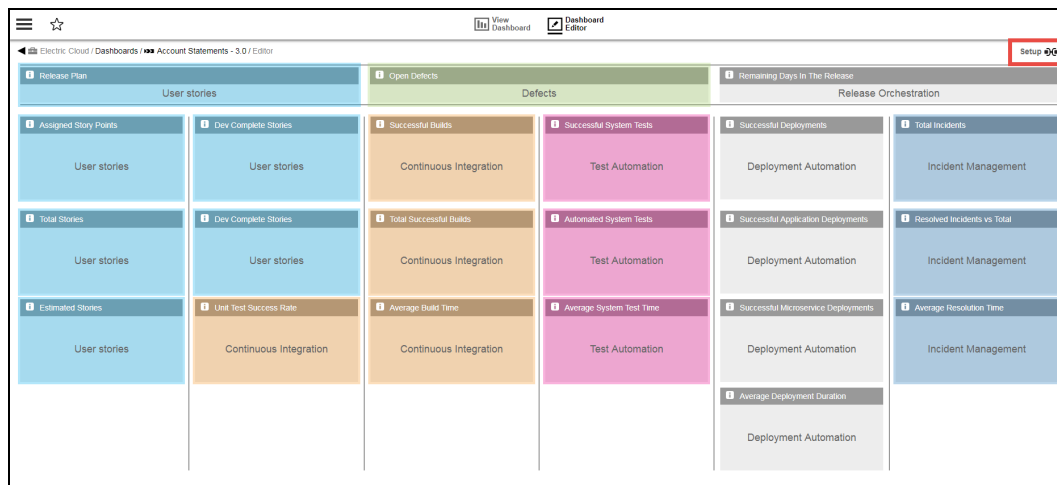 View Dashboard
Dashboard Editor
Electric Cloud / Dashboards / Account Statements - 3.0 / Editor
Setup
Release Plan
User stories
Open Defects
Defects
Remaining Days In The Release
Release Orchestration
Assigned Story Points
User stories
Dev Complete Stories
User stories
Successful Builds
Continuous Integration
Successful System Tests
Test Automation
Successful Deployments
Deployment Automation
Total Incidents
Incident Management
Total Stories
User stories
Dev Complete Stories
User stories
Total Successful Builds
Continuous Integration
Automated System Tests
Test Automation
Successful Application Deployments
Deployment Automation
Resolved Incidents vs Total
Incident Management
Estimated Stories
User stories
Unit Test Success Rate
Continuous Integration
Average Build Time
Continuous Integration
Average System Test Time
Test Automation
Successful Microservice Deployments
Deployment Automation
Average Resolution Time
Incident Management
Average Deployment Duration
Deployment Automation